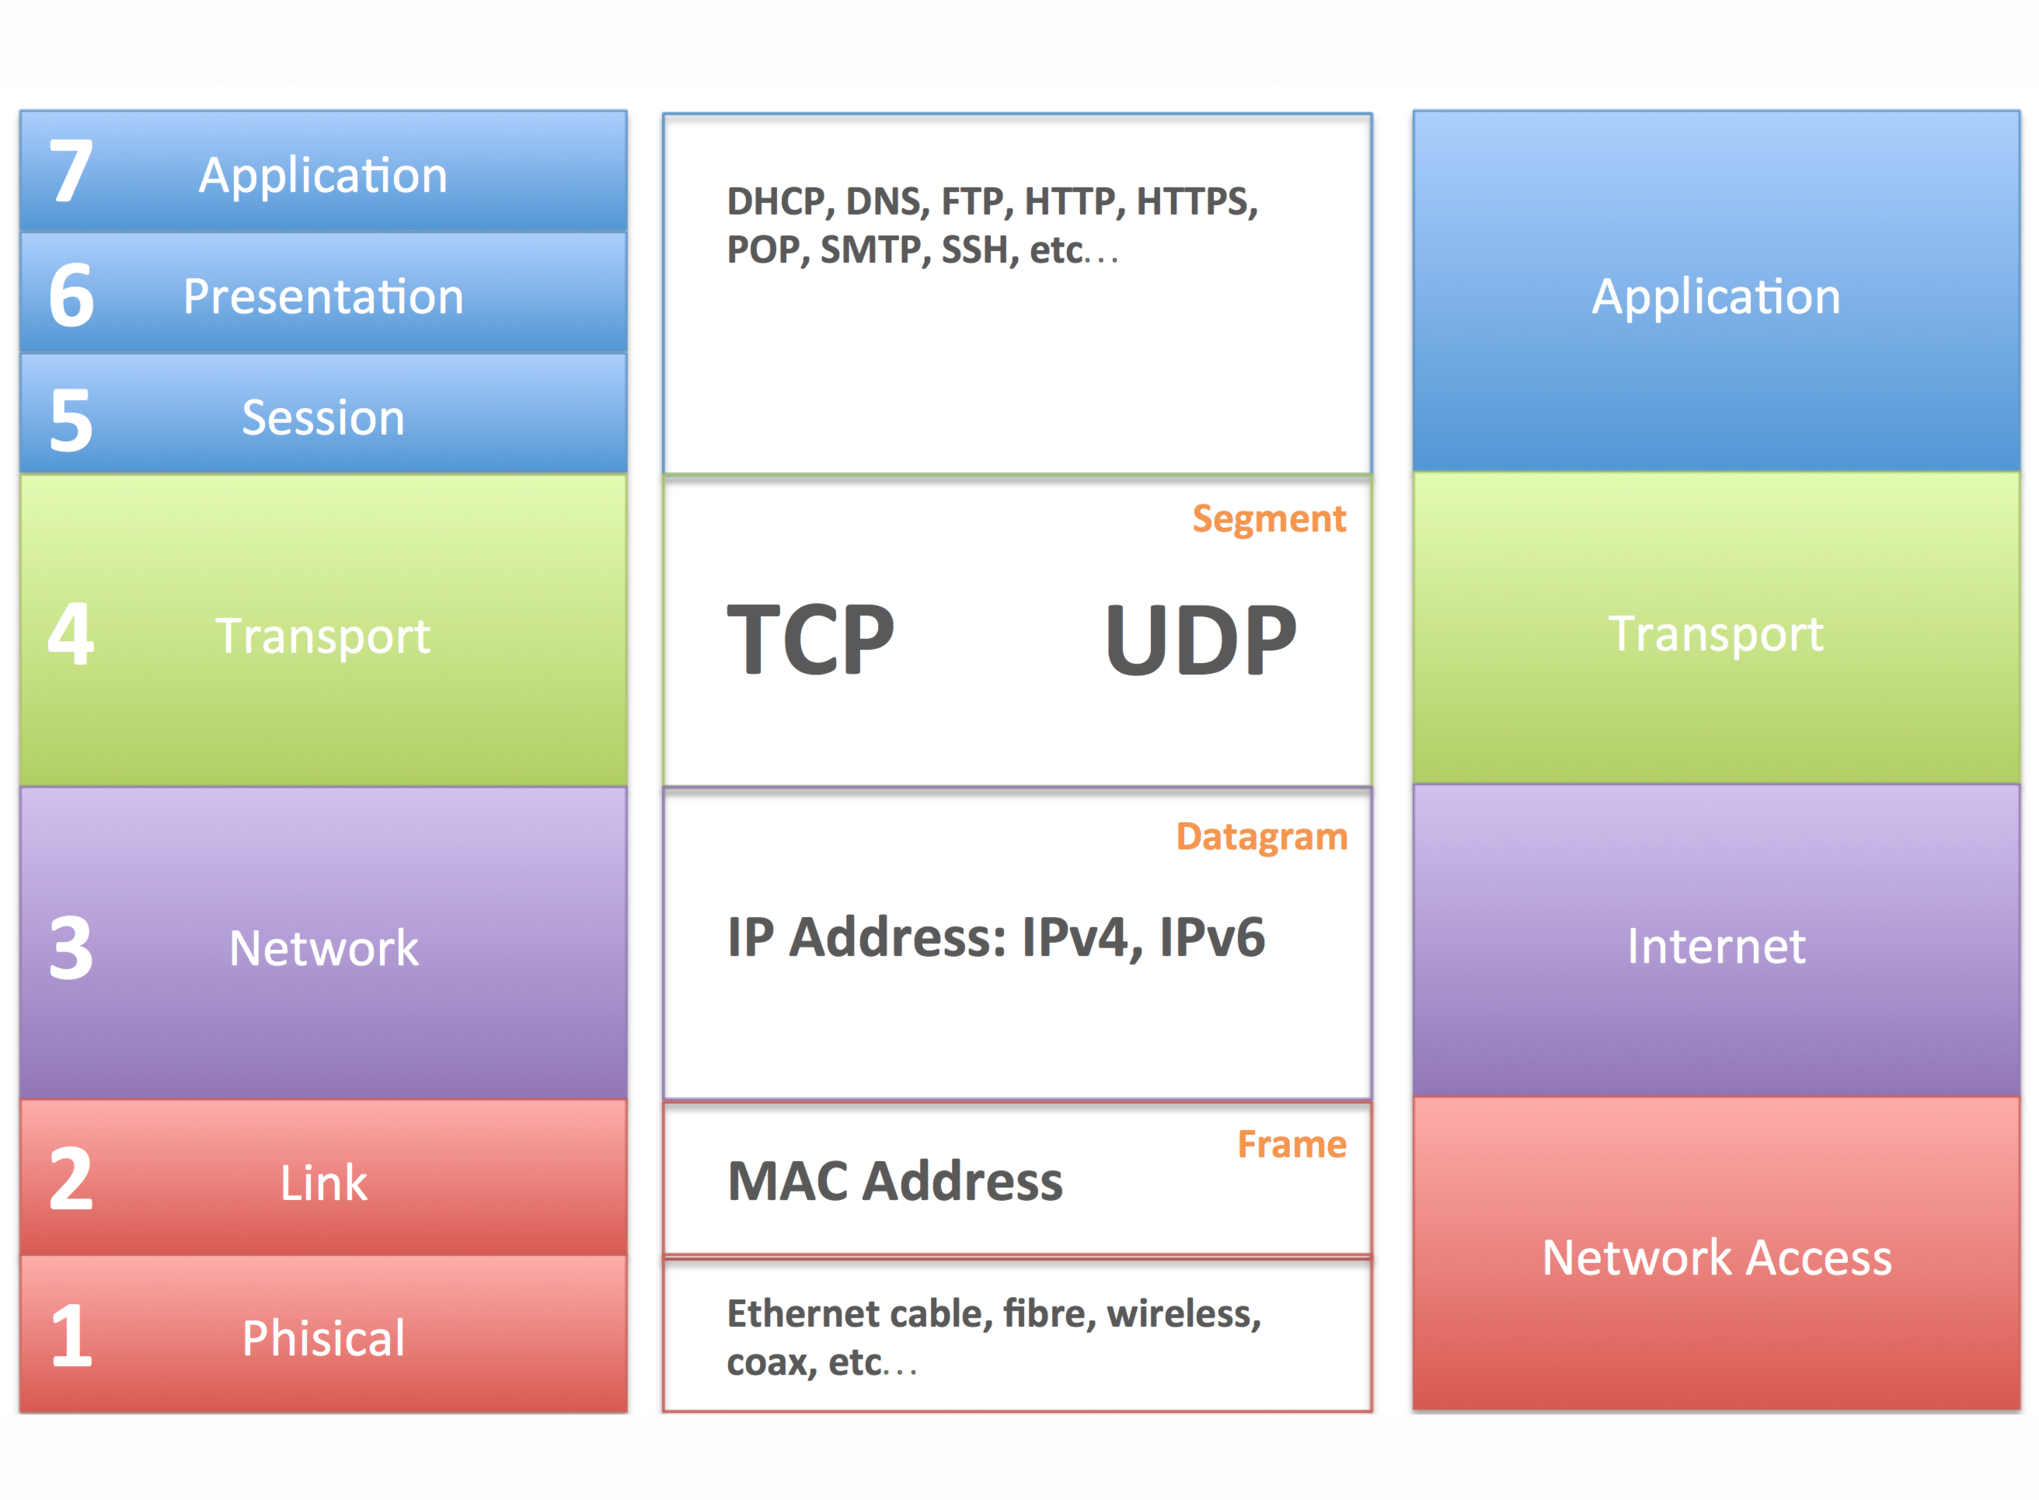 7 Application
6 Presentation
5 Session
4 Transport
3 Network
2 Link
1 Phisical
DHCP, DNS, FTP, HTTP, HTTPS,
POP, SMTP, SSH, etc…
Segment
TCP UDP
Datagram
IP Address: IPv4, IPv6
Frame
MAC Address
Ethernet cable, fibre, wireless,
coax, etc…
Application
Transport
Internet
Network Access